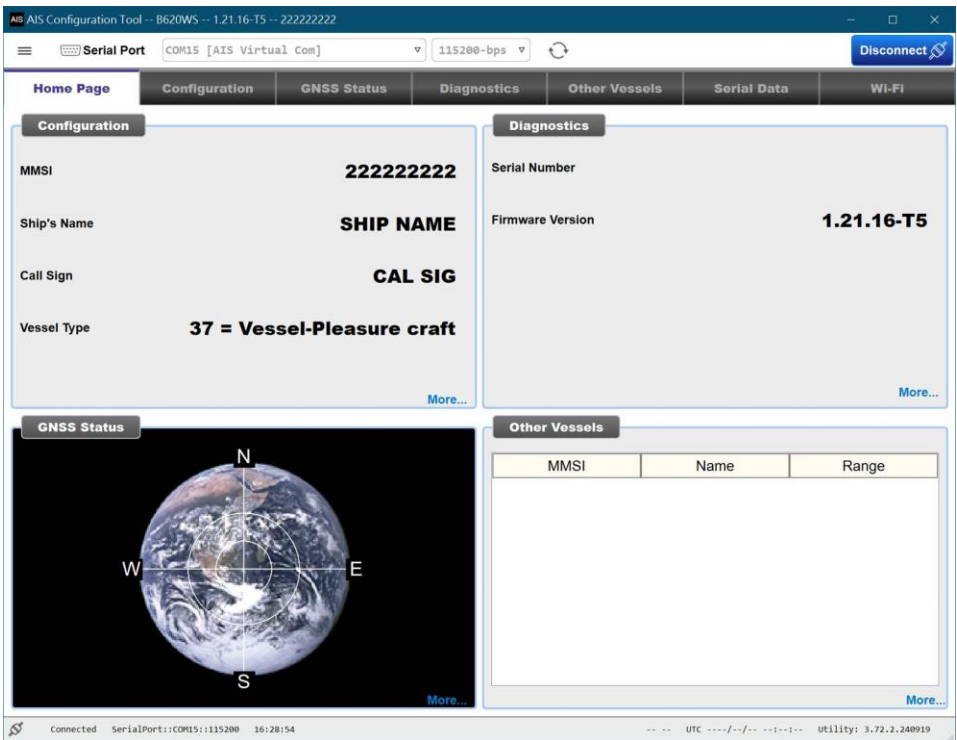 AIS AIS Configuration Tool -- B620WS -- 1.21.16-T5 -- 222222222
Serial Port COM15 [AIS Virtual Com] 115200-bps Disconnect
Home Page Configuration GNSS Status Diagnostics Other Vessels Serial Data Wi-Fi
Configuration
MMSI 222222222
Ship's Name SHIP NAME
Call Sign CAL SIG
Vessel Type 37 = Vessel-Pleasure craft
More...
Diagnostics
Serial Number
Firmware Version 1.21.16-T5
More...
GNSS Status
N
W E
S
More...
Other Vessels
MMSI Name Range
More...
Connected SerialPort::COM15::115200 16:28:54 -- -- UTC ----/--/-- --:--:-- Utility: 3.72.2.240919